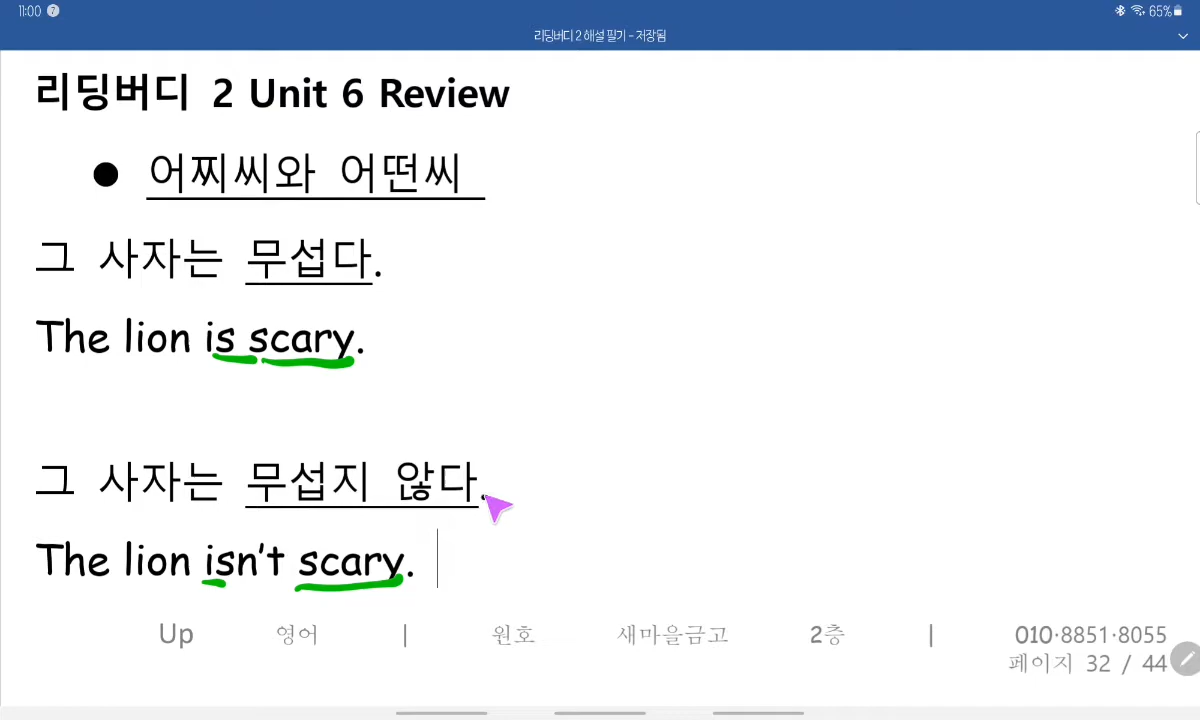 11:00 7 65%
리딩버디 2 해설 필기 - 저장됨
리딩버디 2 Unit 6 Review
● 어찌씨와 어떤씨
그 사자는 무섭다.
The lion is scary.
그 사자는 무섭지 않다.
The lion isn't scary.
Up 영어 | 원호 새마을금고 2층 | 010·8851·8055
페이지 32 / 44